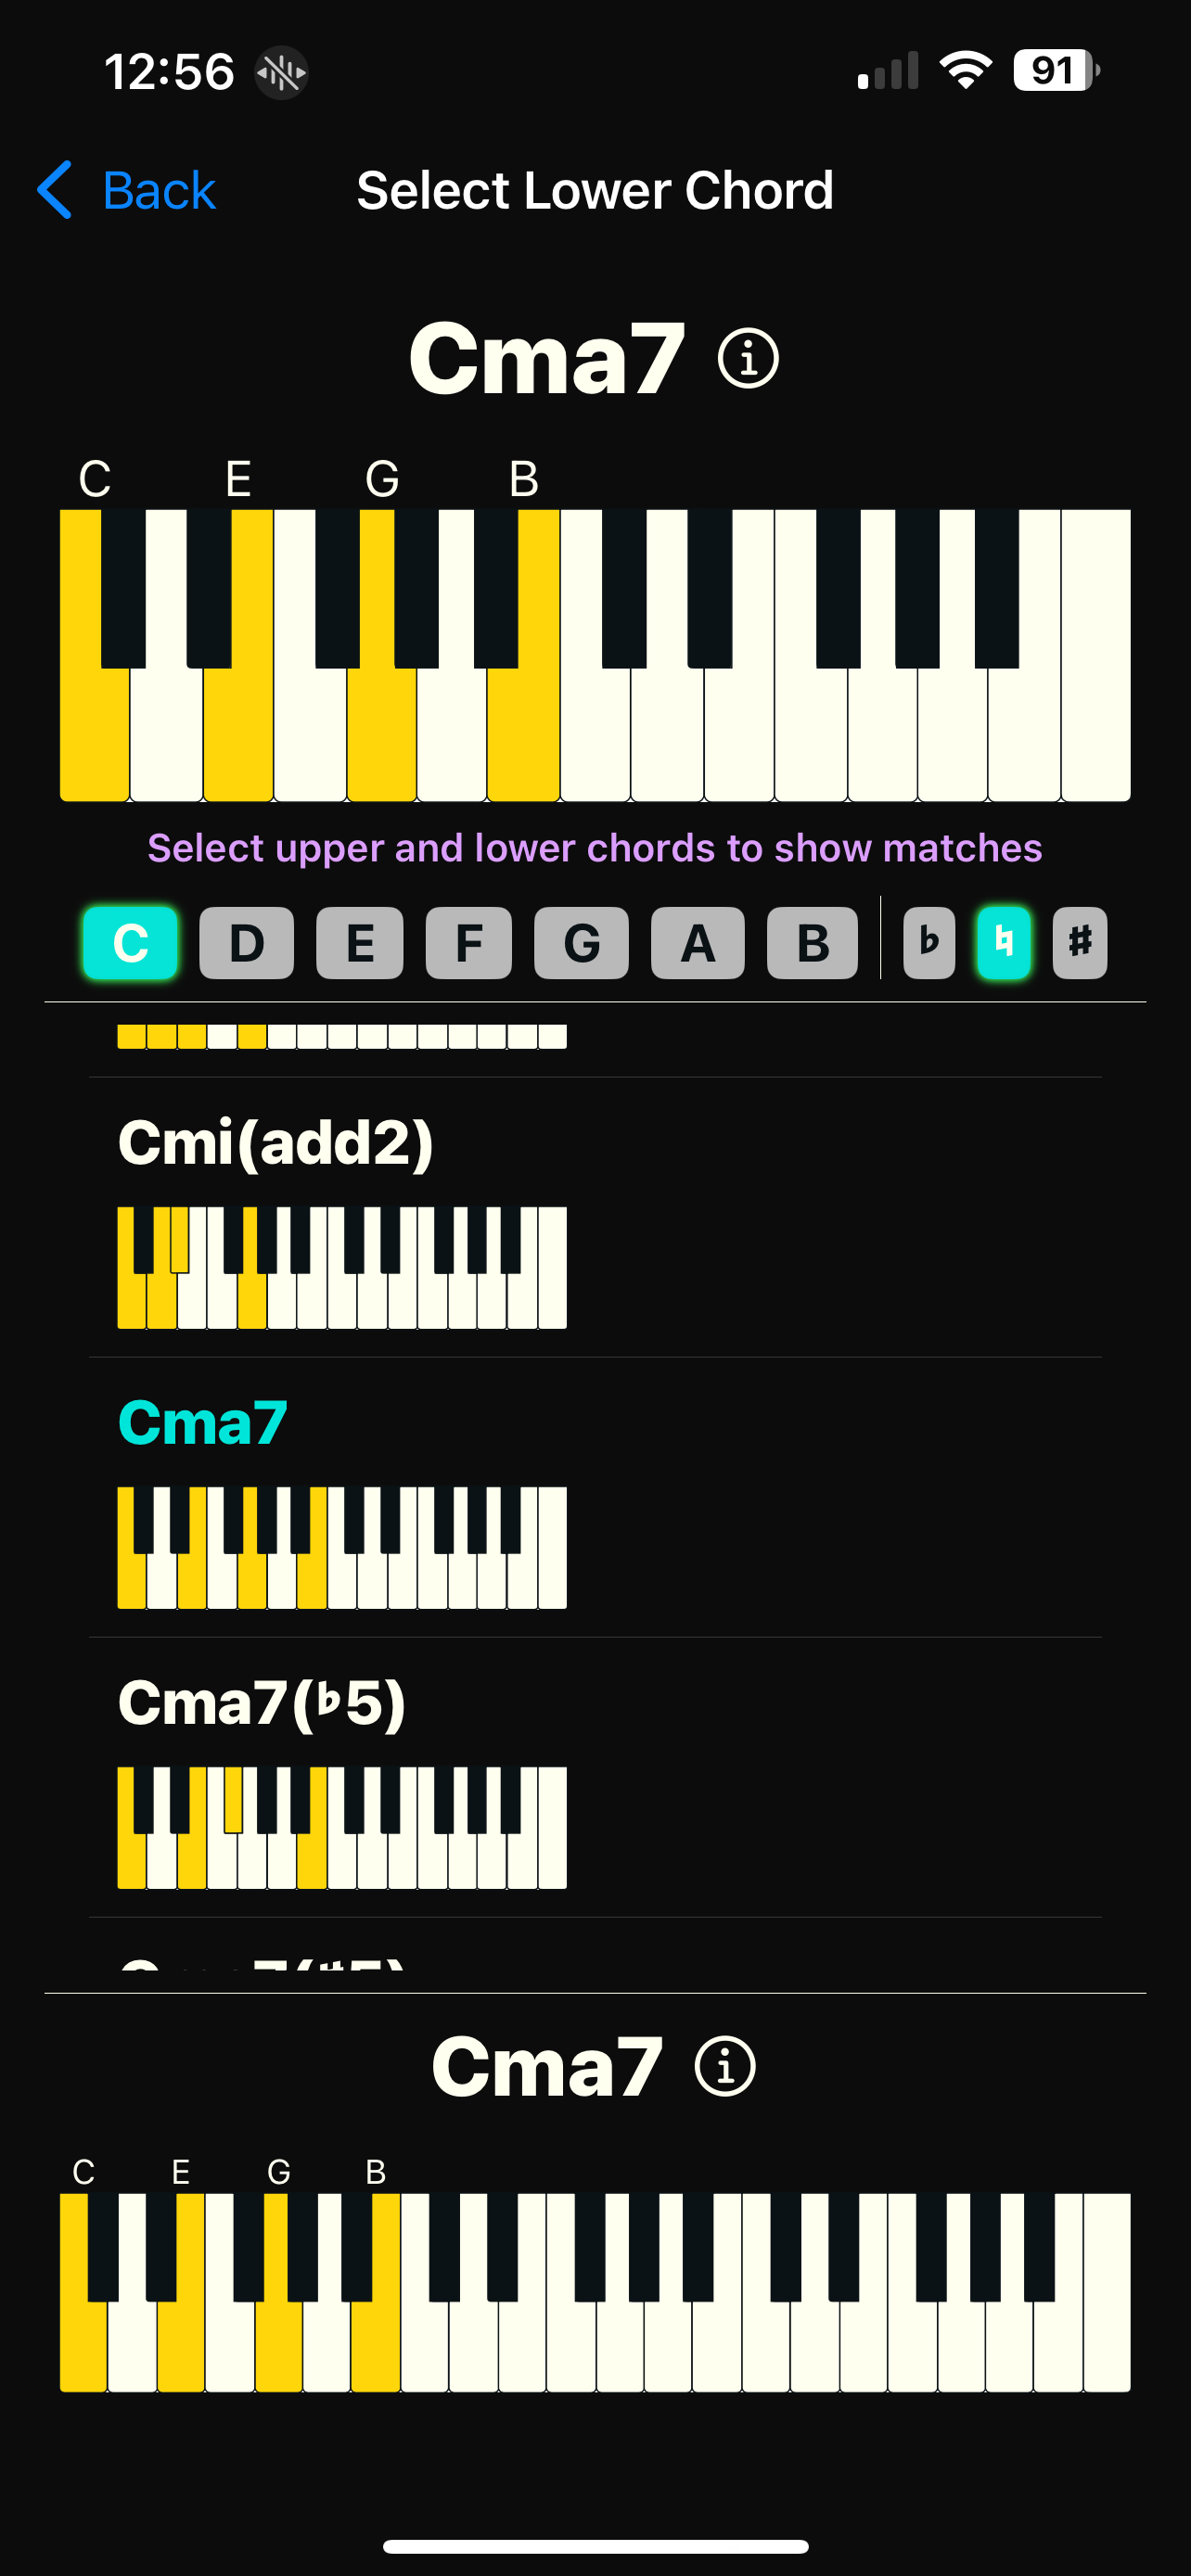 12:56
91
Back
Select Lower Chord
Cma7
C E G B
Select upper and lower chords to show matches
C D E F G A B ♭ ♮ ♯
Cmi(add2)
Cma7
Cma7(♭5)
Cma7
C E G B